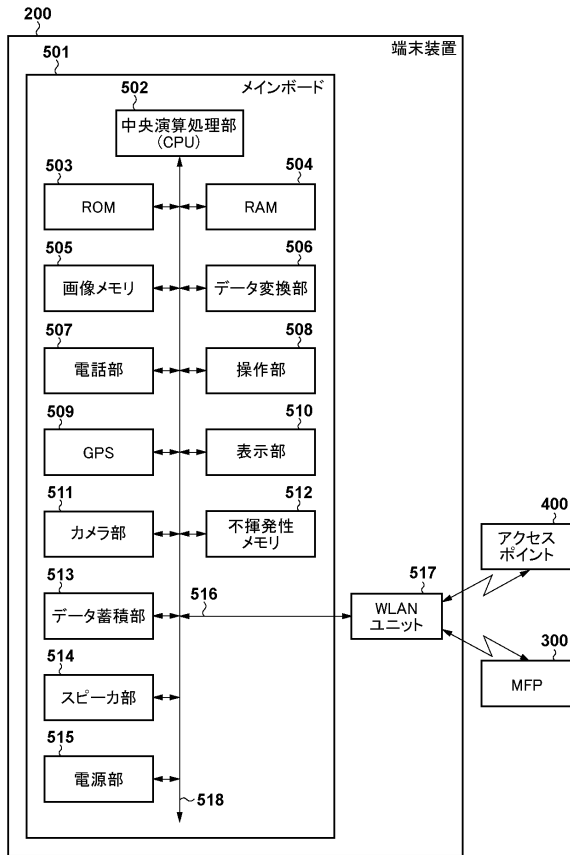 200
端末装置
501
メインボード
502
中央演算処理部
(CPU)
503
ROM
504
RAM
505
画像メモリ
506
データ変換部
507
電話部
508
操作部
509
GPS
510
表示部
511
カメラ部
512
不揮発性
メモリ
400
アクセス
ポイント
513
データ蓄積部
516
517
WLAN
ユニット
300
MFP
514
スピーカ部
515
電源部
518